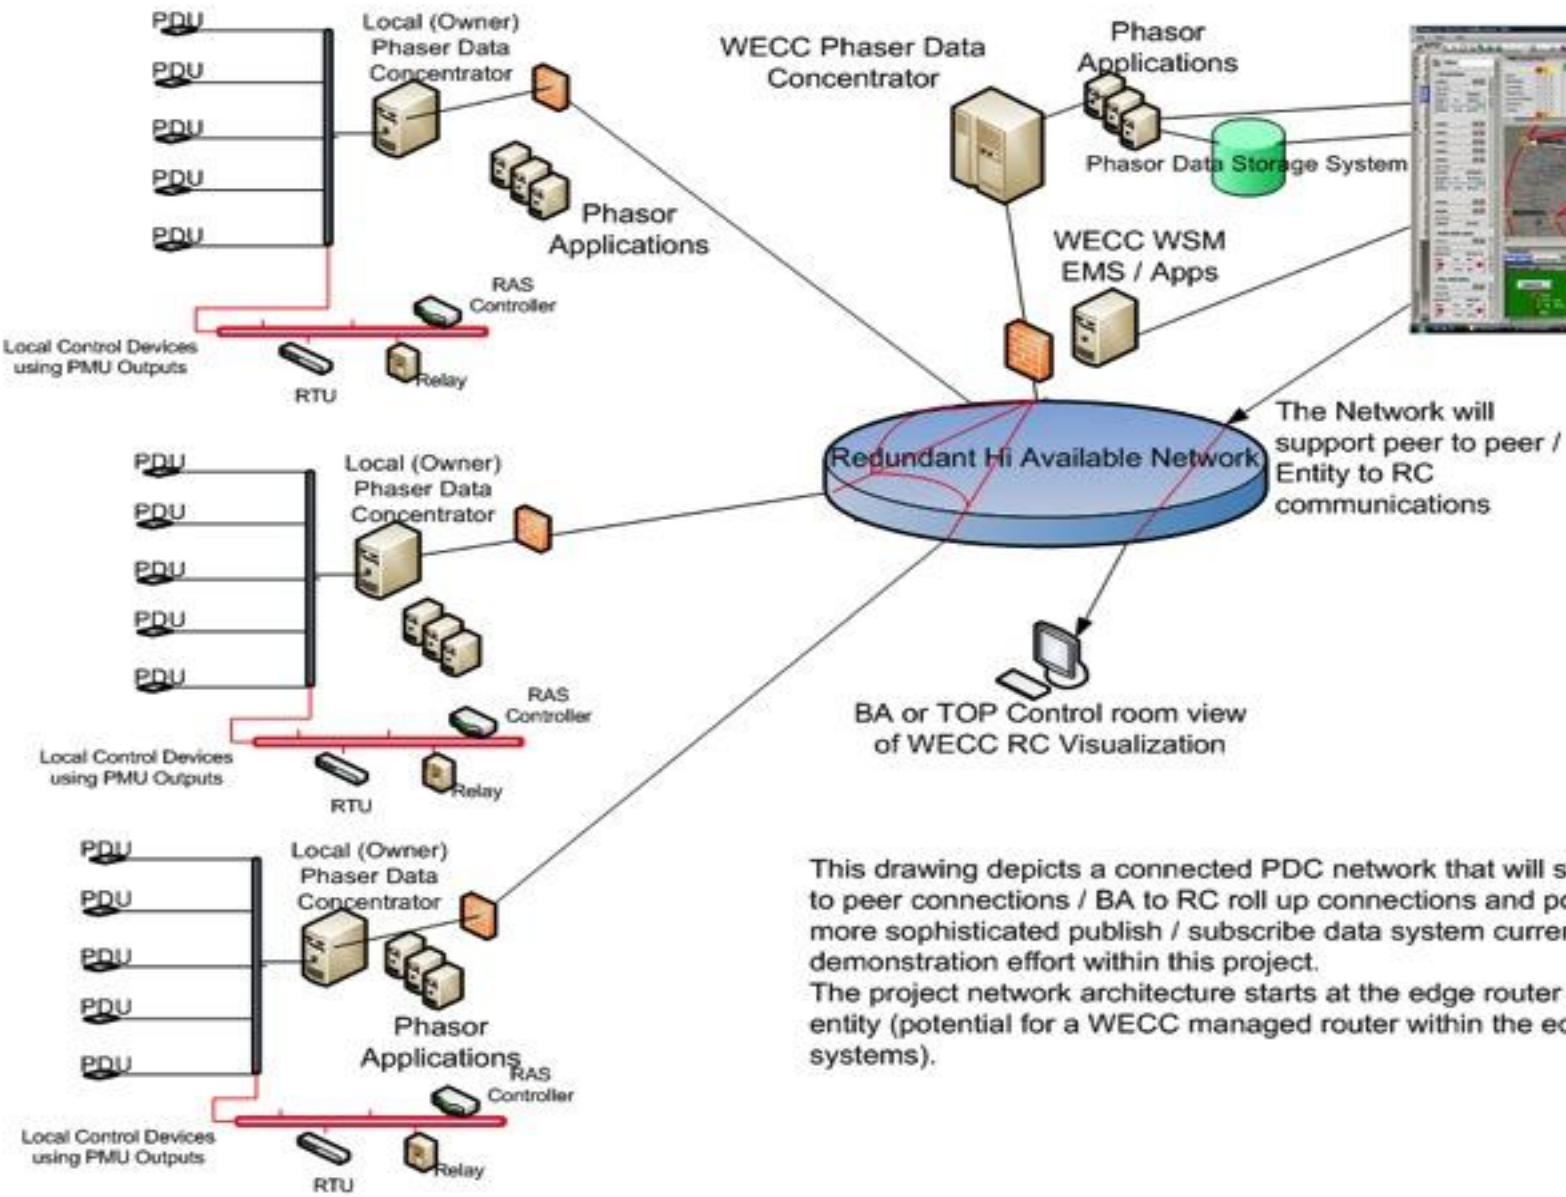 PDU
PDU
PDU
PDU
PDU
Local (Owner)
Phaser Data
Concentrator
Phasor
Applications
RAS
Controller
Local Control Devices
using PMU Outputs
RTU
Relay
WECC Phaser Data
Concentrator
Phasor
Applications
Phasor Data Storage System
WECC WSM
EMS / Apps
Redundant Hi Available Network
The Network will
support peer to peer /
Entity to RC
communications
PDU
PDU
PDU
PDU
PDU
Local (Owner)
Phaser Data
Concentrator
RAS
Controller
Local Control Devices
using PMU Outputs
RTU
Relay
BA or TOP Control room view
of WECC RC Visualization
PDU
PDU
PDU
PDU
PDU
Local (Owner)
Phaser Data
Concentrator
Phasor
Applications
RAS
Controller
Local Control Devices
using PMU Outputs
RTU
Relay
This drawing depicts a connected PDC network that will
to peer connections / BA to RC roll up connections and
more sophisticated publish / subscribe data system
demonstration effort within this project.
The project network architecture starts at the edge router
entity (potential for a WECC managed router within the
systems).